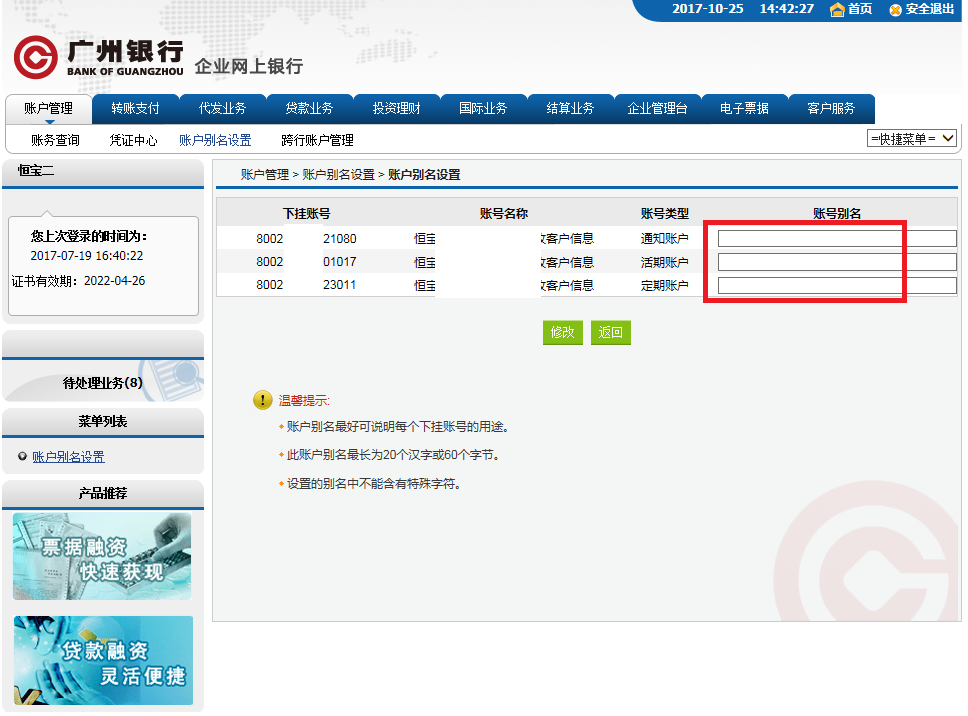 2017-10-25 14:42:27 首页 安全退出
广州银行
BANK OF GUANGZHOU
企业网上银行
账户管理 转账支付 代发业务 贷款业务 投资理财 国际业务 结算业务 企业管理台 电子票据 客户服务
账务查询 凭证中心 账户别名设置 跨行账户管理 =快捷菜单=
恒宝二
您上次登录的时间为：
2017-07-19 16:40:22
证书有效期：2022-04-26
待处理业务(8)
菜单列表
账户别名设置
产品推荐
票据融资
快速获现
贷款融资
灵活便捷
账户管理 > 账户别名设置 > 账户别名设置
下挂账号 账号名称 账号类型 账号别名
8002 21080 恒宝 客户信息 通知账户
8002 01017 恒宝 客户信息 活期账户
8002 23011 恒宝 客户信息 定期账户
修改 返回
温馨提示:
账户别名最好可说明每个下挂账号的用途。
此账户别名最长为20个汉字或60个字节。
设置的别名中不能含有特殊字符。